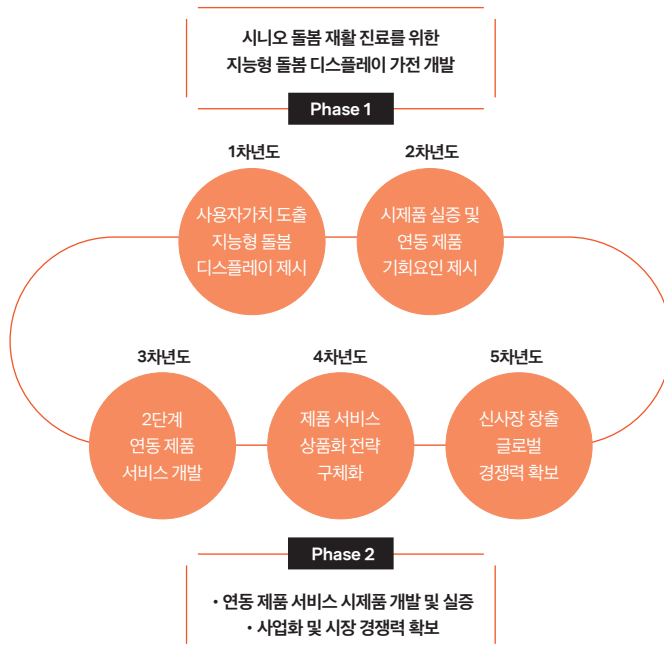 시니오 돌봄 재활 진료를 위한
지능형 돌봄 디스플레이 가전 개발
Phase 1
1차년도
사용자가치 도출
지능형 돌봄
디스플레이 제시
2차년도
시제품 실증 및
연동 제품
기회요인 제시
3차년도
2단계
연동 제품
서비스 개발
4차년도
제품 서비스
상품화 전략
구체화
5차년도
신사장 창출
글로벌
경쟁력 확보
Phase 2
• 연동 제품 서비스 시제품 개발 및 실증
• 사업화 및 시장 경쟁력 확보